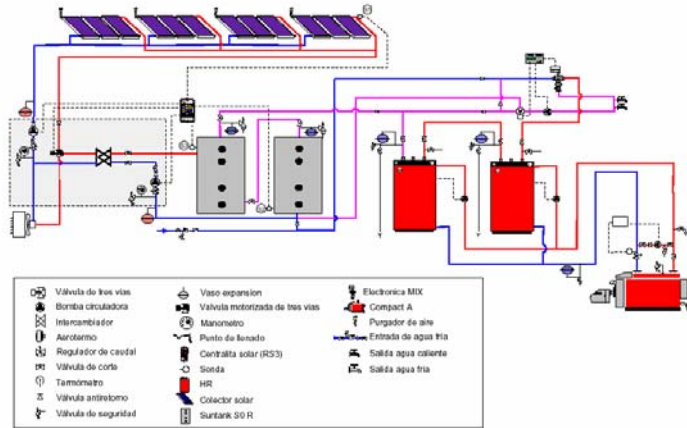 Válvula de tres vías
Bomba circuladora
Intercambiador
Aerotermo
Regulador de caudal
Válvula de corte
Termómetro
Válvula antiretorno
Válvula de seguridad
Vaso expansion
Valvula motorizada de tres vias
Manometro
Punto de llenado
Centralita solar (RS/3)
Sonda
HR
Colector solar
Suntank S0 R
Electronica MIX
Compact A
Purgador de aire
Entrada de agua fria
Salida agua caliente
Salida agua fria